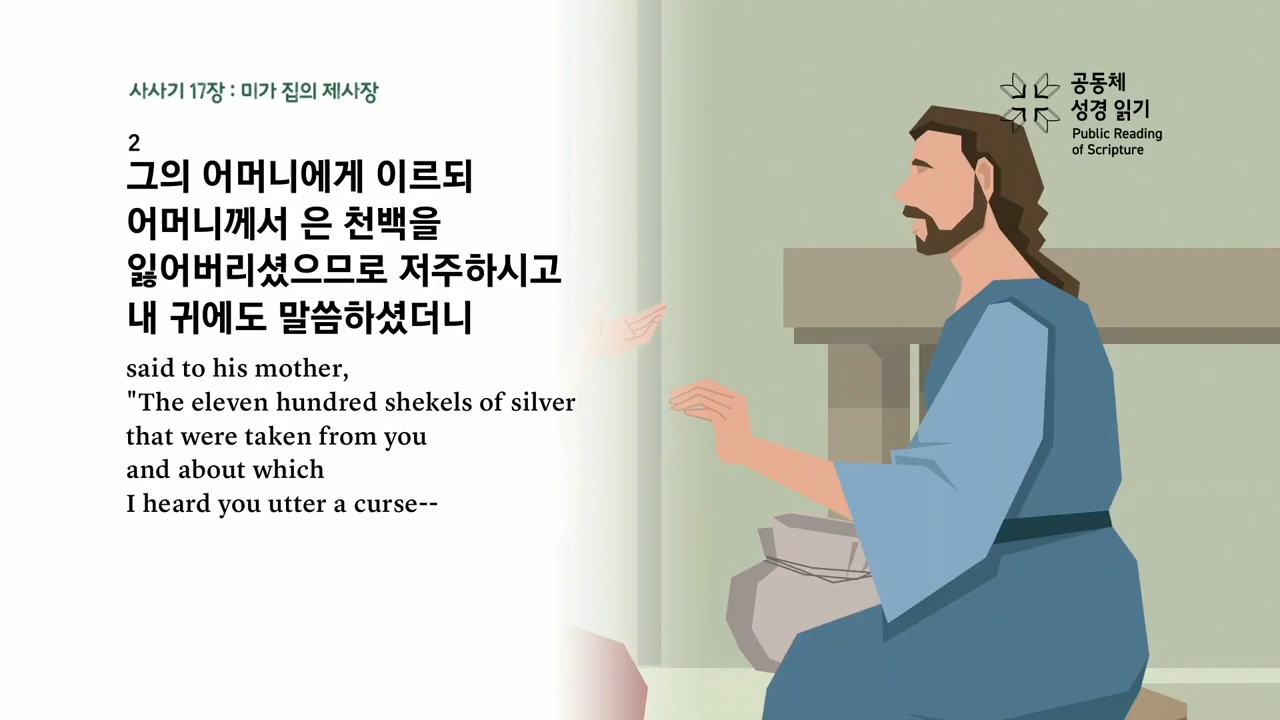 사사기 17장 : 미가 집의 제사장
2
그의 어머니에게 이르되
어머니께서 은 천백을
잃어버리셨으므로 저주하시고
내 귀에도 말씀하셨더니
said to his mother,
"The eleven hundred shekels of silver
that were taken from you
and about which
I heard you utter a curse--
공동체
성경 읽기
Public Reading
of Scripture